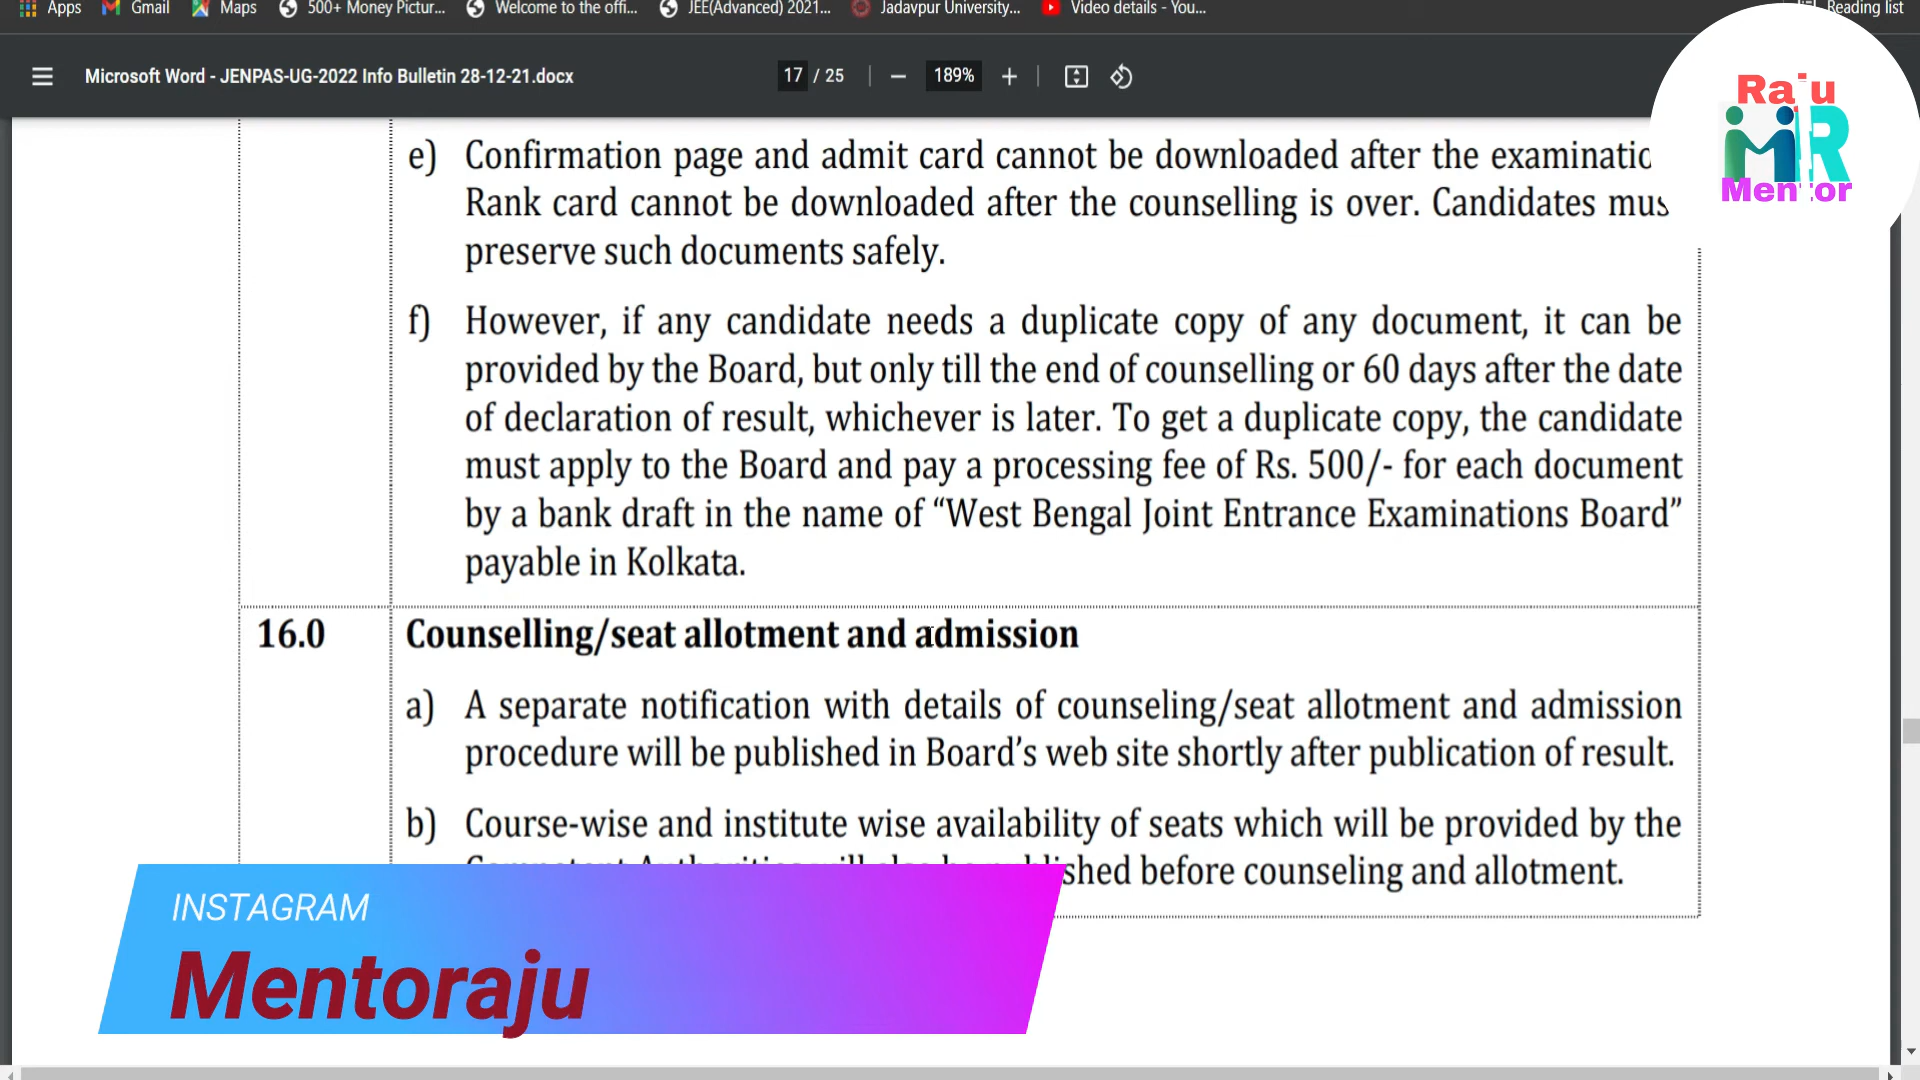 Apps Gmail Maps 500+ Money Pictur... Welcome to the offi... JEE(Advanced) 2021... Jadavpur University... Video details - You... Reading list
Microsoft Word - JENPAS-UG-2022 Info Bulletin 28-12-21.docx 17 / 25 189%
Raju
MR
Mentor
e) Confirmation page and admit card cannot be downloaded after the
Rank card cannot be downloaded after the counselling is over. Candidates
preserve such documents safely.
f) However, if any candidate needs a duplicate copy of any document, it can be
provided by the Board, but only till the end of counselling or 60 days after the date
of declaration of result, whichever is later. To get a duplicate copy, the candidate
must apply to the Board and pay a processing fee of Rs. 500/- for each document
by a bank draft in the name of “West Bengal Joint Entrance Examinations Board”
payable in Kolkata.
16.0 Counselling/seat allotment and admission
a) A separate notification with details of counseling/seat allotment and admission
procedure will be published in Board’s web site shortly after publication of result.
b) Course-wise and institute wise availability of seats which will be provided by the
before counseling and allotment.
INSTAGRAM
Mentoraju